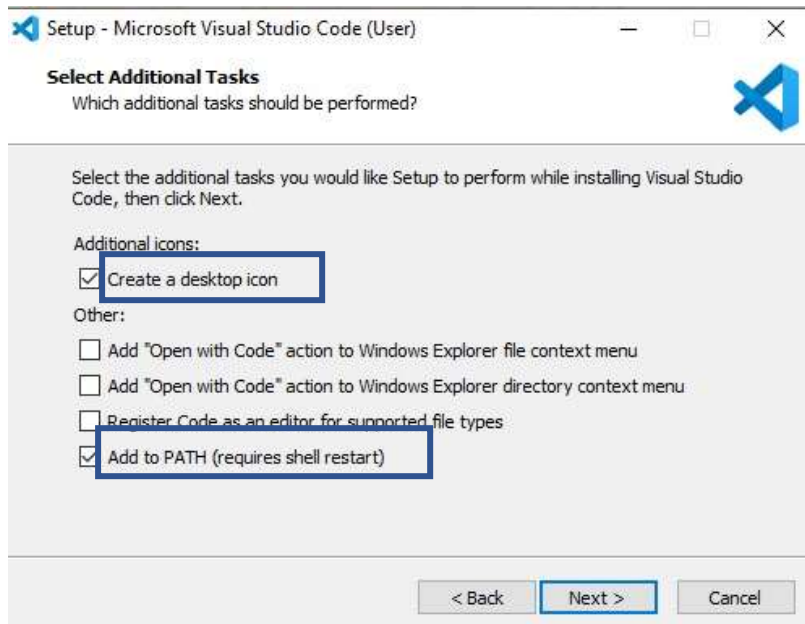 Setup - Microsoft Visual Studio Code (User)
Select Additional Tasks
Which additional tasks should be performed?
Select the additional tasks you would like Setup to perform while installing Visual Studio
Code, then click Next.
Additional icons:
Create a desktop icon
Other:
Add "Open with Code" action to Windows Explorer file context menu
Add "Open with Code" action to Windows Explorer directory context menu
Register Code as an editor for supported file types
Add to PATH (requires shell restart)
< Back Next > Cancel